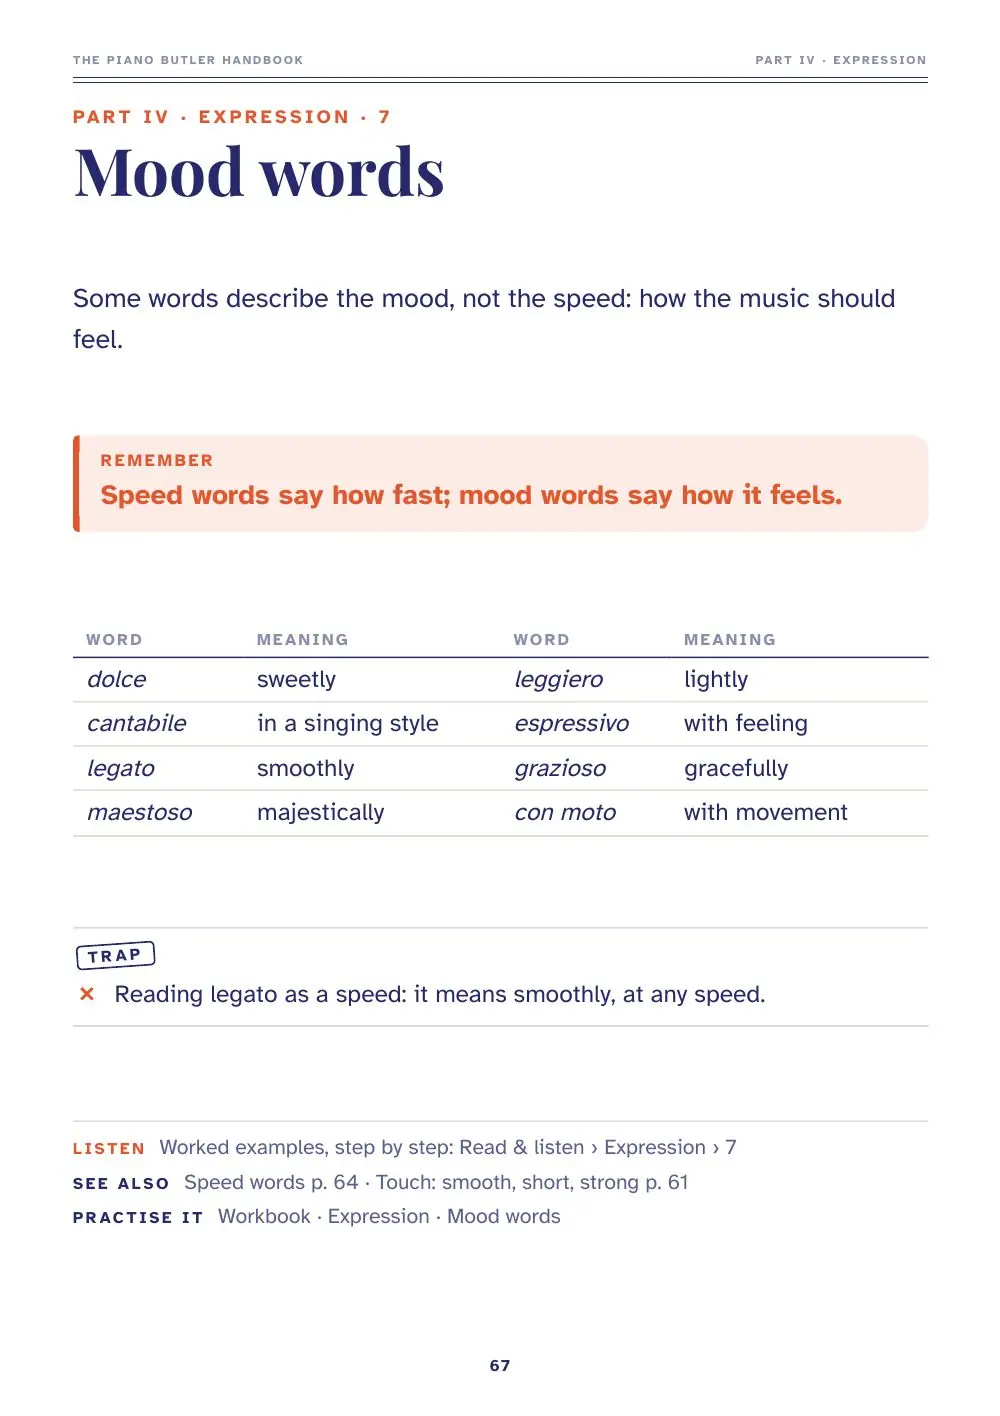 THE PIANO BUTLER HANDBOOK PART IV · EXPRESSION
PART IV · EXPRESSION · 7
Mood words
Some words describe the mood, not the speed: how the music should
feel.
REMEMBER
Speed words say how fast; mood words say how it feels.
WORD MEANING WORD MEANING
dolce sweetly leggiero lightly
cantabile in a singing style espressivo with feeling
legato smoothly grazioso gracefully
maestoso majestically con moto with movement
TRAP
× Reading legato as a speed: it means smoothly, at any speed.
LISTEN Worked examples, step by step: Read & listen › Expression › 7
SEE ALSO Speed words p. 64 · Touch: smooth, short, strong p. 61
PRACTISE IT Workbook · Expression · Mood words
67